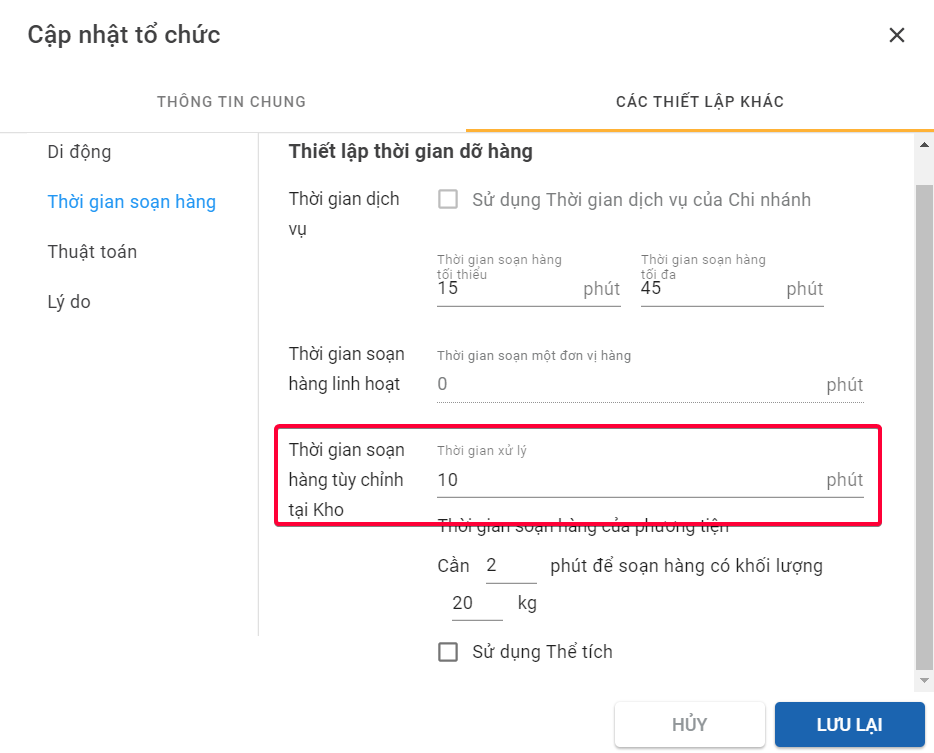 Cập nhật tổ chức
THÔNG TIN CHUNG
CÁC THIẾT LẬP KHÁC
Di động
Thời gian soạn hàng
Thuật toán
Lý do
Thiết lập thời gian dỡ hàng
Thời gian dịch
vụ
Sử dụng Thời gian dịch vụ của Chi nhánh
Thời gian soạn hàng
tối thiểu
15 phút
Thời gian soạn hàng
tối đa
45 phút
Thời gian soạn
hàng linh hoạt
Thời gian soạn một đơn vị hàng
0 phút
Thời gian soạn
hàng tùy chỉnh
tại Kho
Thời gian xử lý
10 phút
Thời gian soạn hàng của phương tiện
Cần 2 phút để soạn hàng có khối lượng
20 kg
Sử dụng Thể tích
HỦY
LƯU LẠI